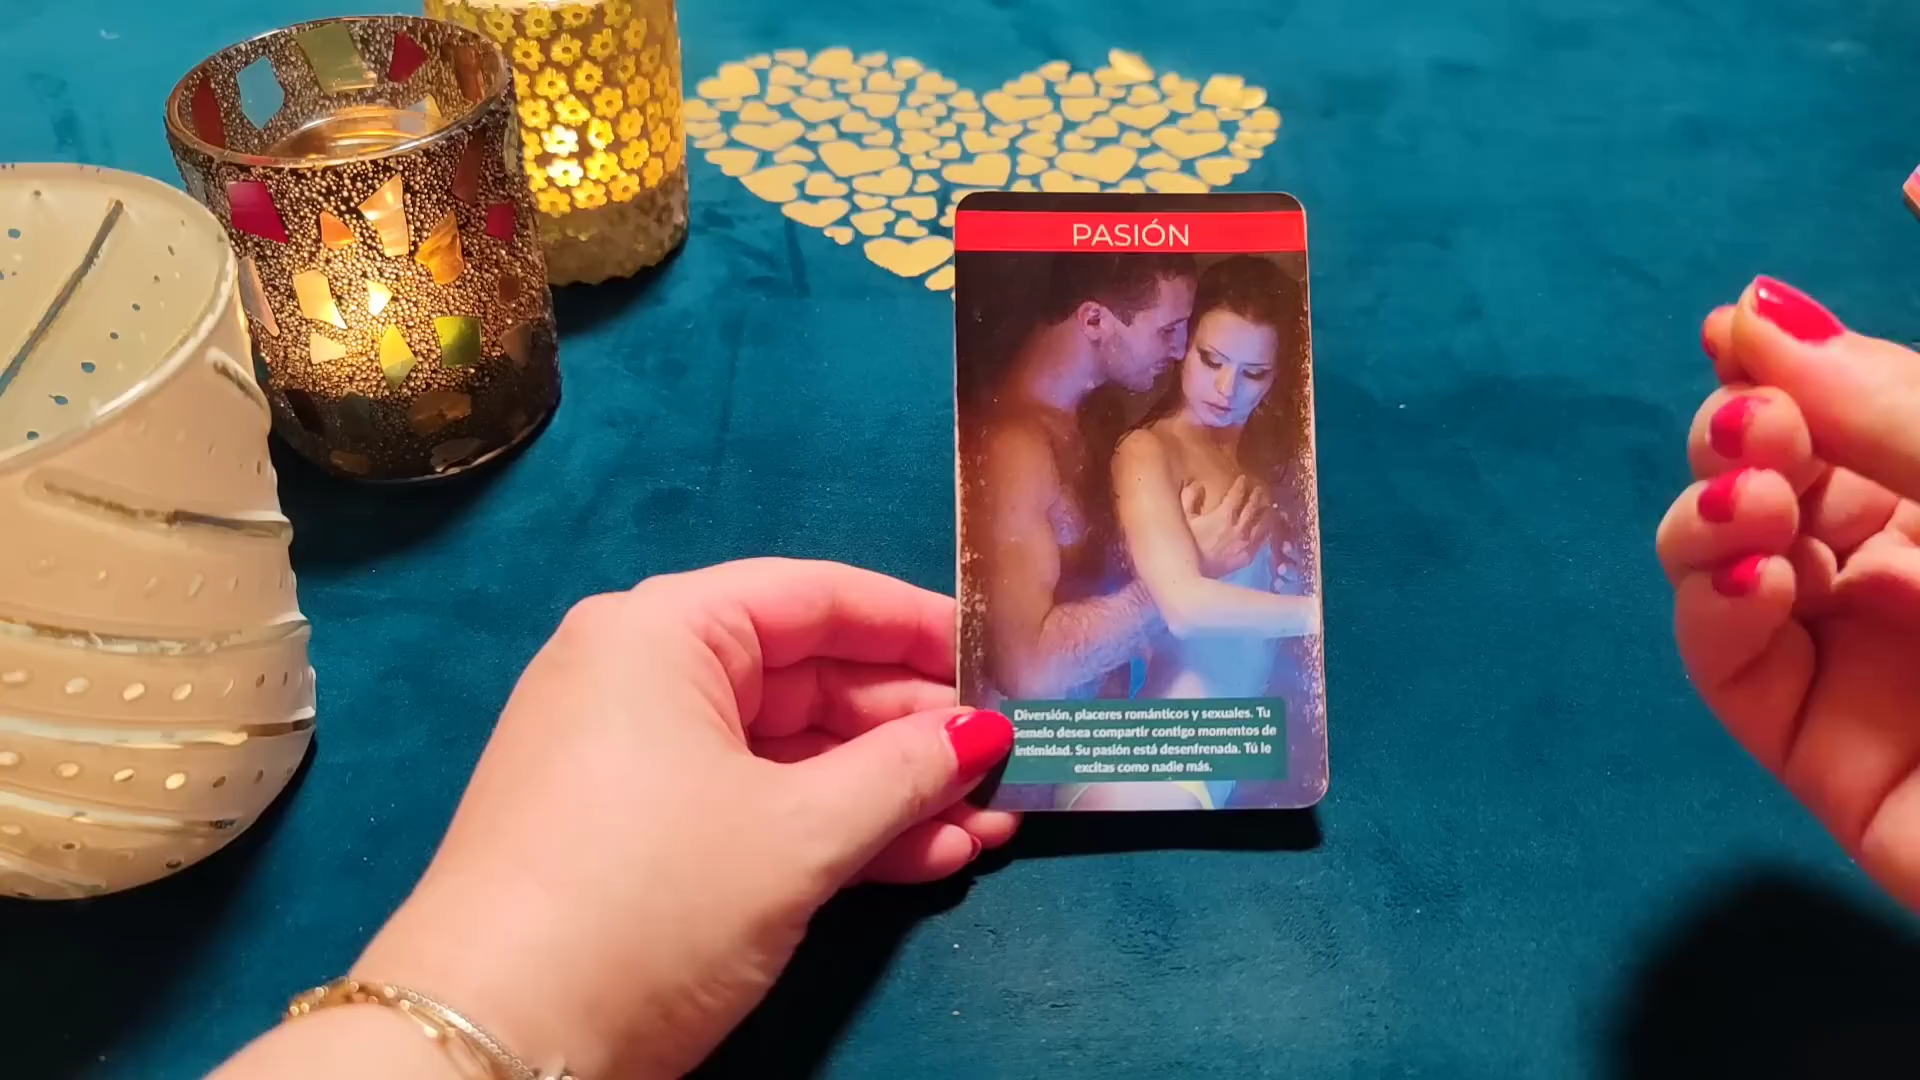 PASIÓN
Diversión, placeres románticos y sexuales. Tu
Gemelo desea compartir contigo momentos de
intimidad. Su pasión está desenfrenada. Tú le
excitas como nadie más.